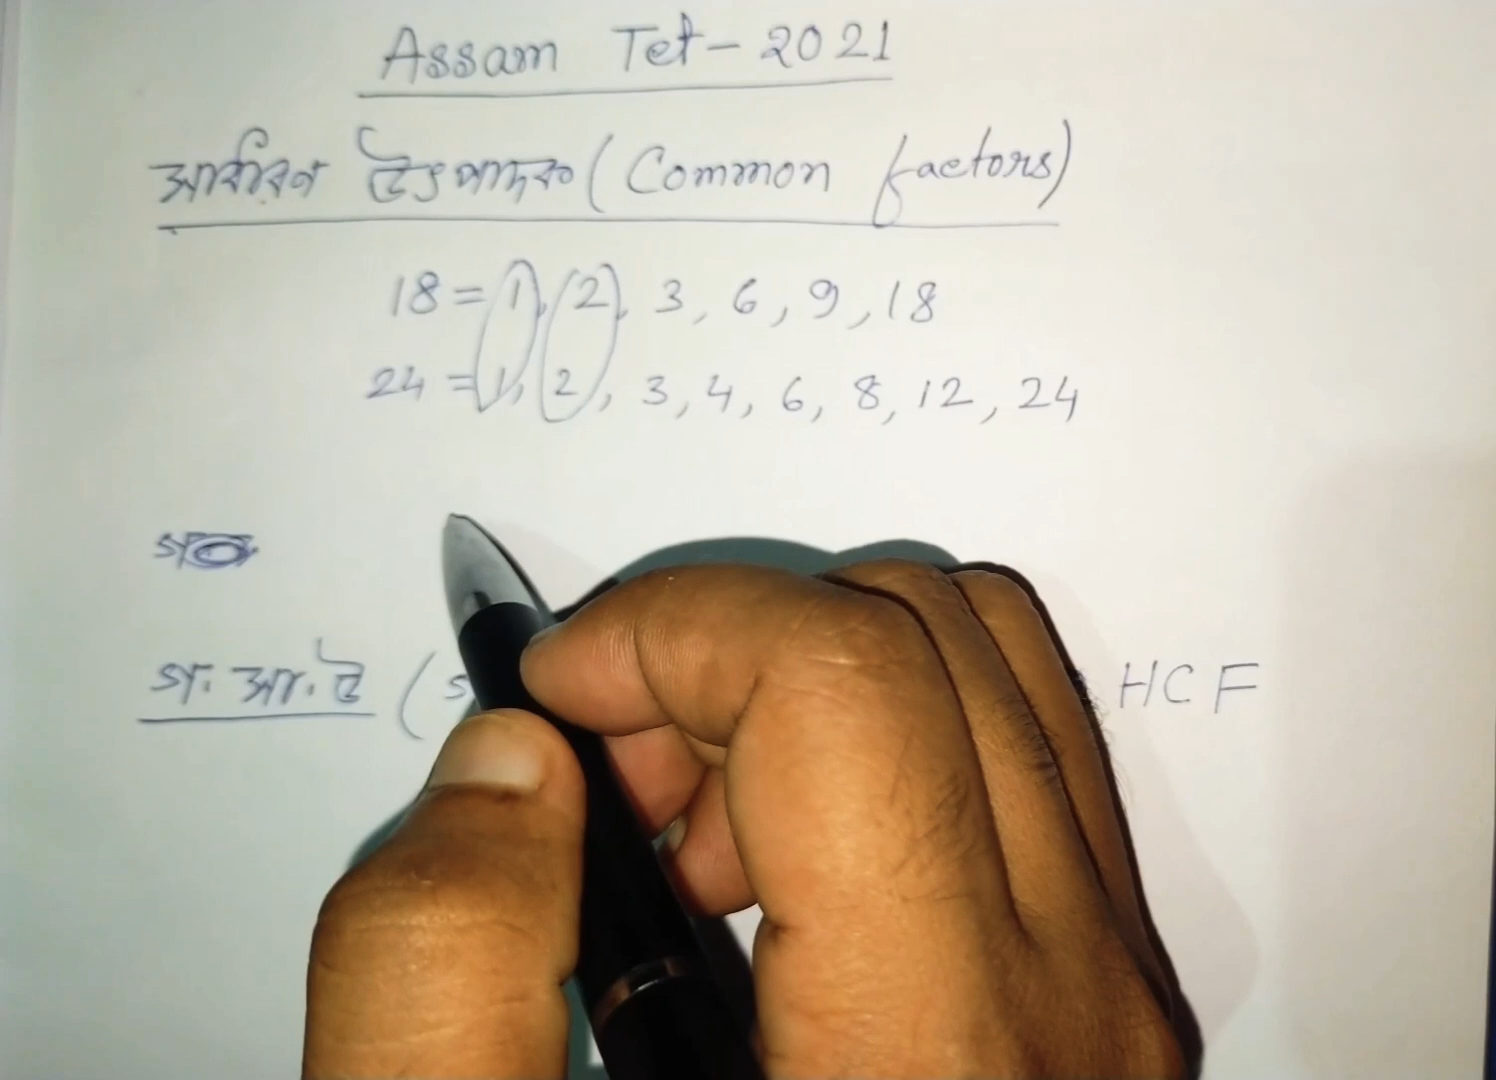 Assam Tet - 2021
সাধাৰণ উৎপাদক (Common factors)
18 = 1, 2, 3, 6, 9, 18
24 = 1, 2, 3, 4, 6, 8, 12, 24
গ. সা. উ ( HCF